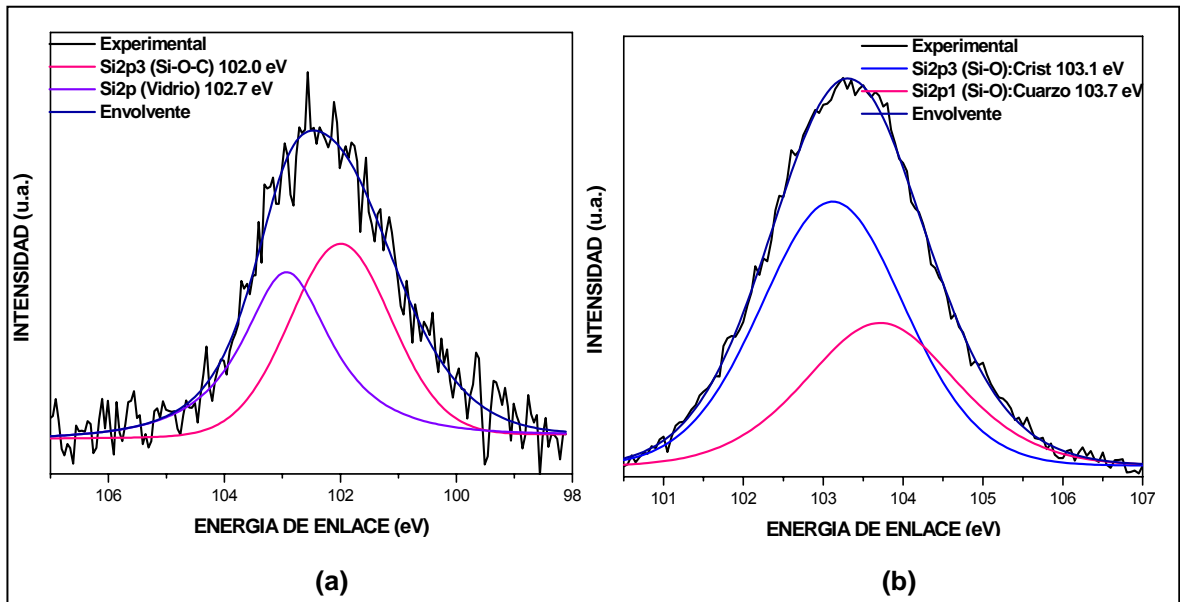 Experimental
Si2p3 (Si-O-C) 102.0 eV
Si2p (Vidrio) 102.7 eV
Envolvente
INTENSIDAD (u.a.)
106 104 102 100 98
ENERGIA DE ENLACE (eV)
(a)
Experimental
Si2p3 (Si-O):Crist 103.1 eV
Si2p1 (Si-O):Cuarzo 103.7 eV
Envolvente
INTENSIDAD (u.a.)
101 102 103 104 105 106 107
ENERGIA DE ENLACE (eV)
(b)